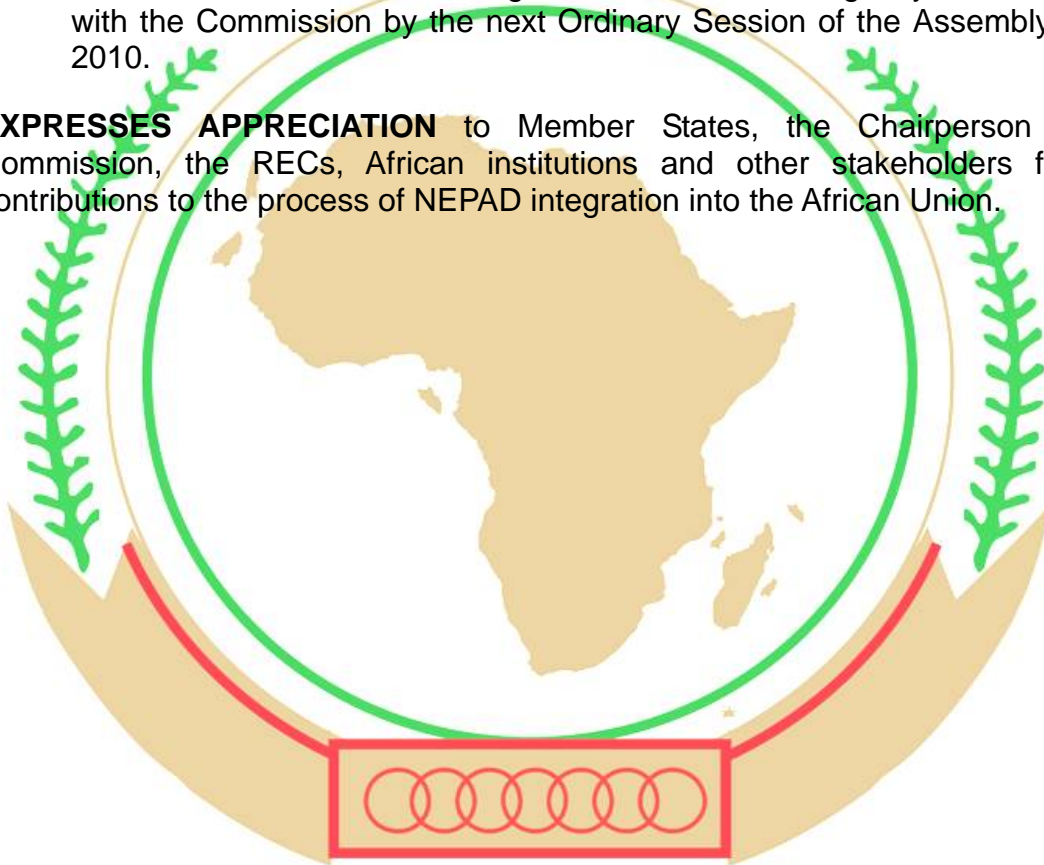 with the Commission by the next Ordinary Session of the Assembly
2010.
XPRESSES APPRECIATION to Member States, the Chairperson
ommission, the RECs, African institutions and other stakeholders f
ontributions to the process of NEPAD integration into the African Union.